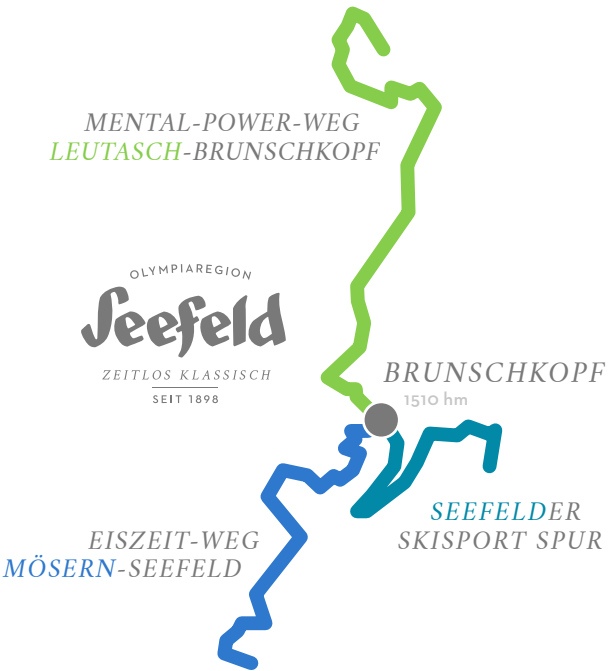 MENTAL-POWER-WEG
LEUTASCH-BRUNSCHKOPF
OLYMPIAREGION
Seefeld
ZEITLOS KLASSISCH
SEIT 1898
BRUNSCHKOPF
1510 hm
SEEFELDER
SKISPORT SPUR
EISZEIT-WEG
MÖSERN-SEEFELD